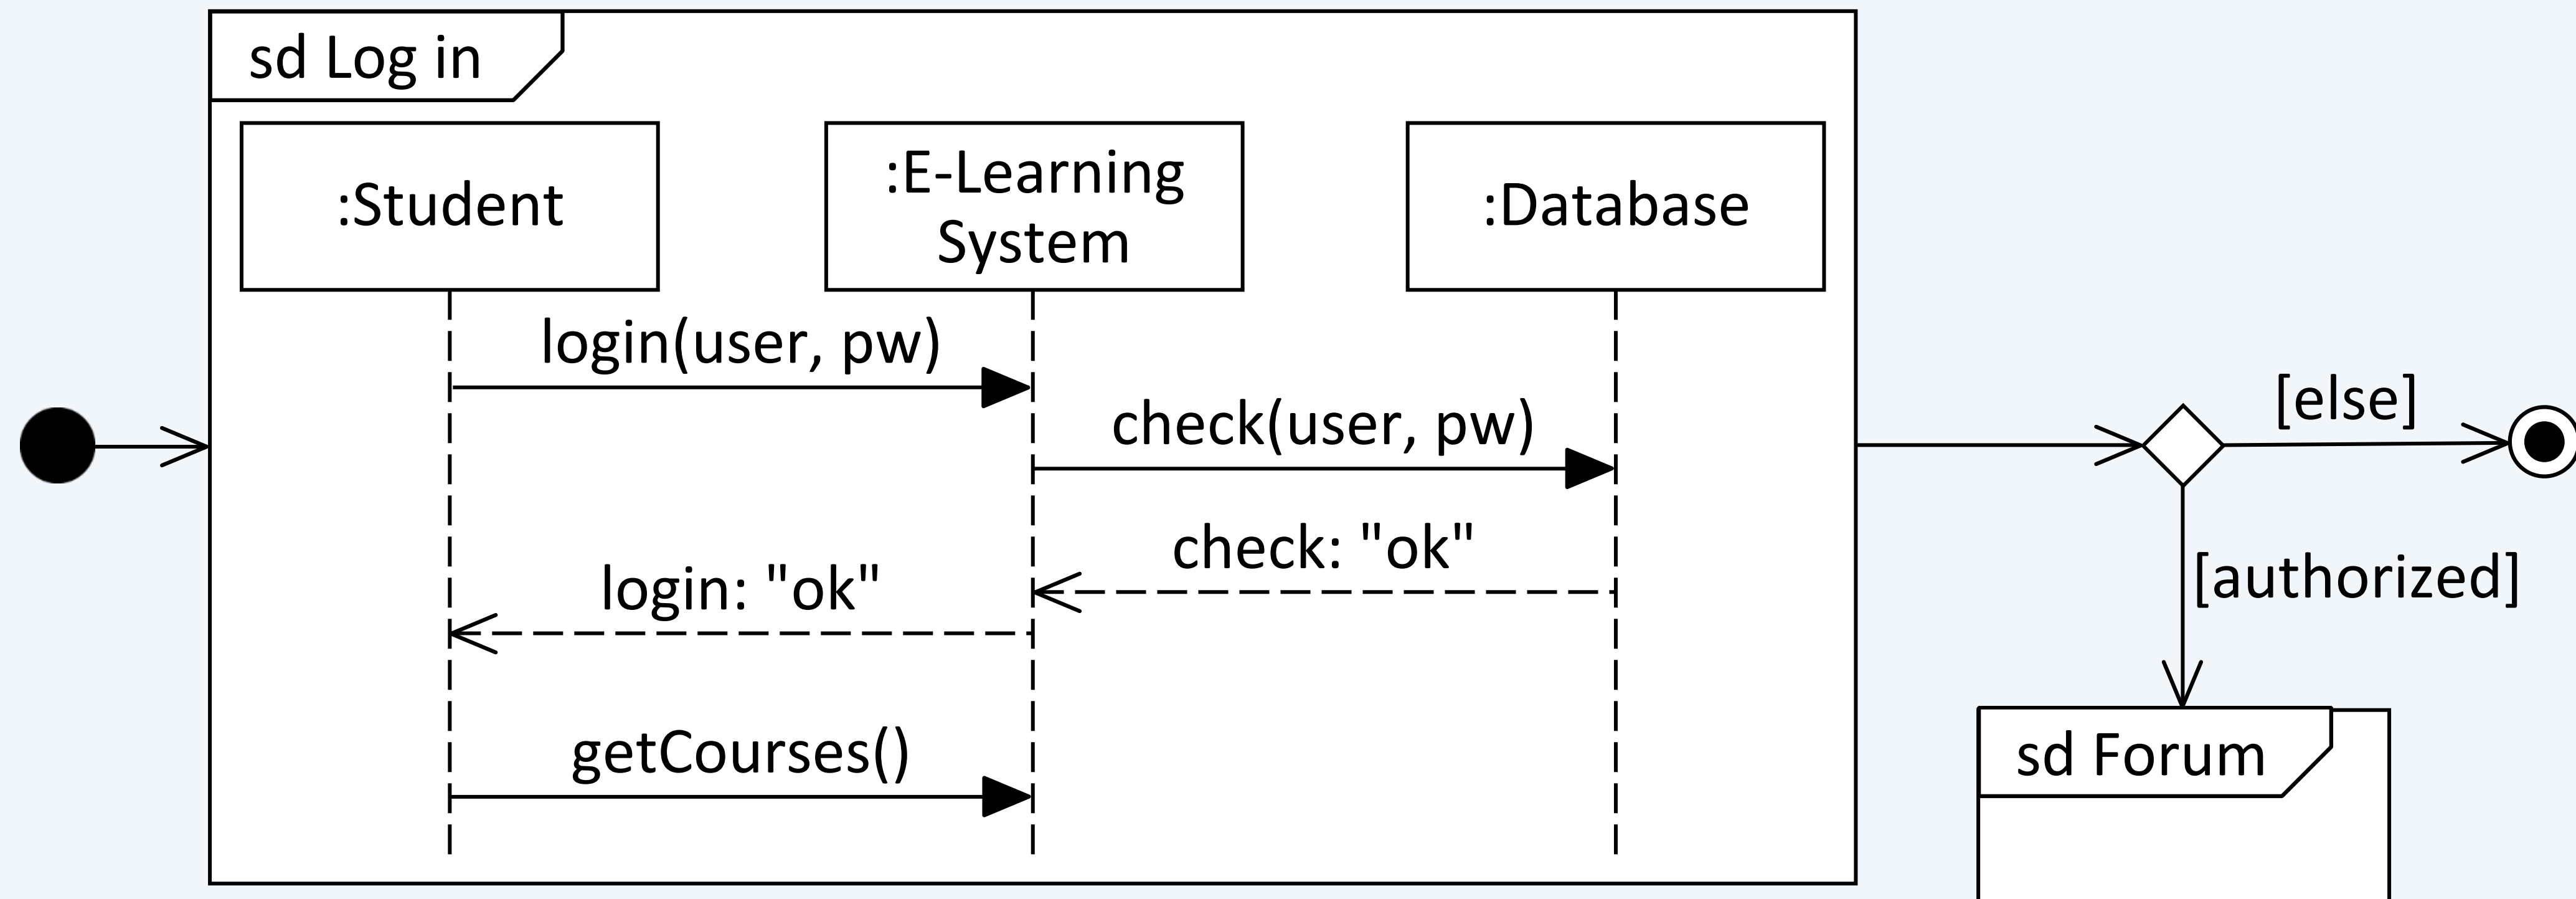 sd Log in
:Student
:E-Learning
System
:Database
login(user, pw)
check(user, pw)
check: "ok"
login: "ok"
getCourses()
[else]
[authorized]
sd Forum